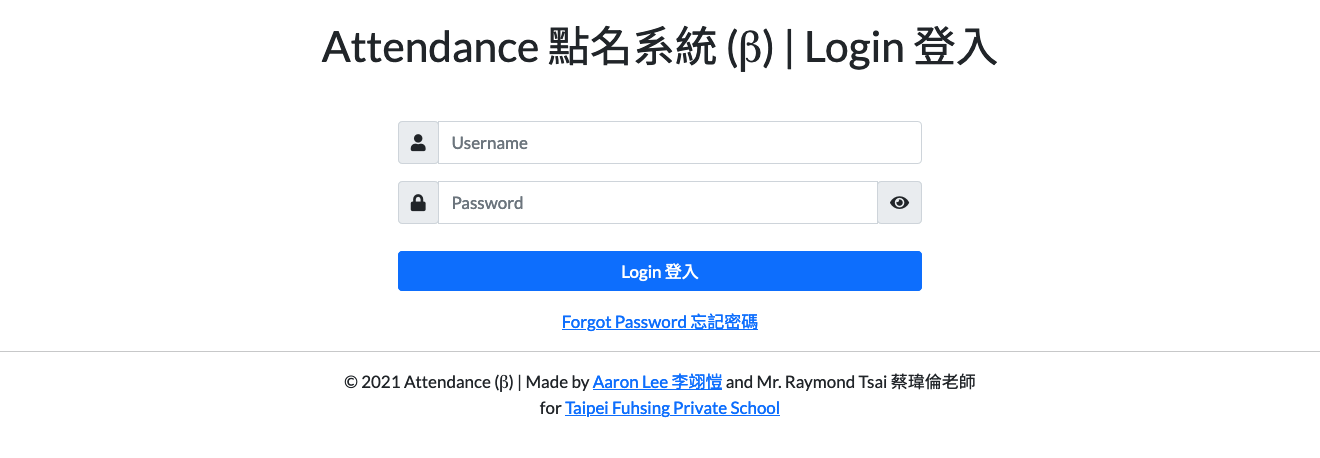 Attendance 點名系統 (β) | Login 登入
Username
Password
Login 登入
Forgot Password 忘記密碼
© 2021 Attendance (β) | Made by Aaron Lee 李翊愷 and Mr. Raymond Tsai 蔡瑋倫老師
for Taipei Fuhsing Private School